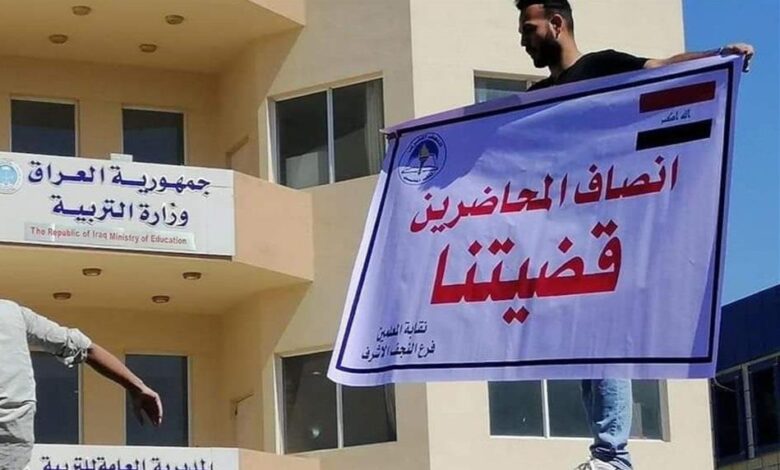 جمهورية العراق
وزارة التربية
The Republic of Iraq Ministry of Education
الله اكبر
انصاف المحاضرين
قضيتنا
نقابة المعلمين
فرع النجف الاشرف
المديرية العامة للتربية